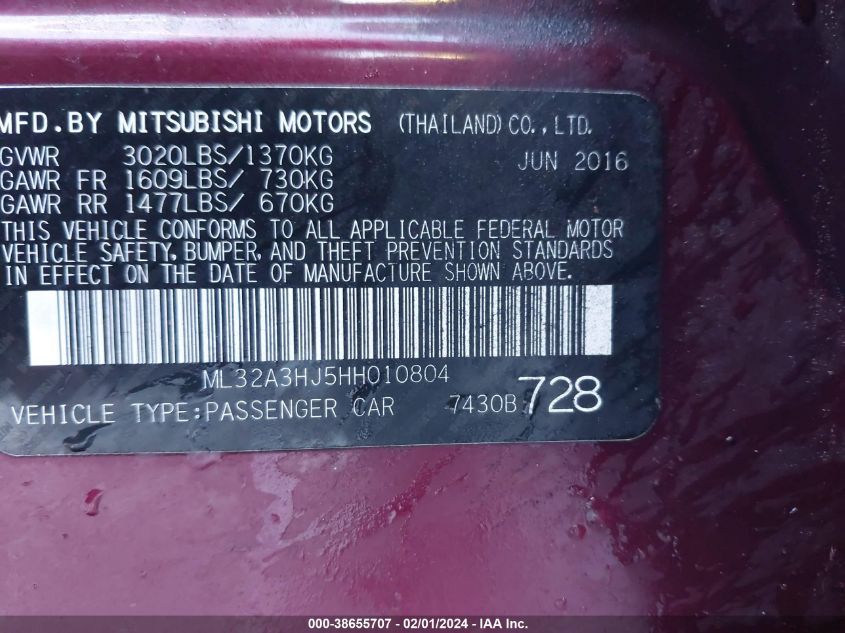 MFD.BY MITSUBISHI MOTORS (THAILAND) CO., LTD.
GVWR 3020LBS/1370KG JUN 2016
GAWR FR 1609LBS/ 730KG
GAWR RR 1477LBS/ 670KG
THIS VEHICLE CONFORMS TO ALL APPLICABLE FEDERAL MOTOR
VEHICLE SAFETY, BUMPER, AND THEFT PREVENTION STANDARDS
IN EFFECT ON THE DATE OF MANUFACTURE SHOWN ABOVE.
ML32A3HJ5HH010804
VEHICLE TYPE:PASSENGER CAR 7430B 728
000-38655707 - 02/01/2024 - IAA Inc.